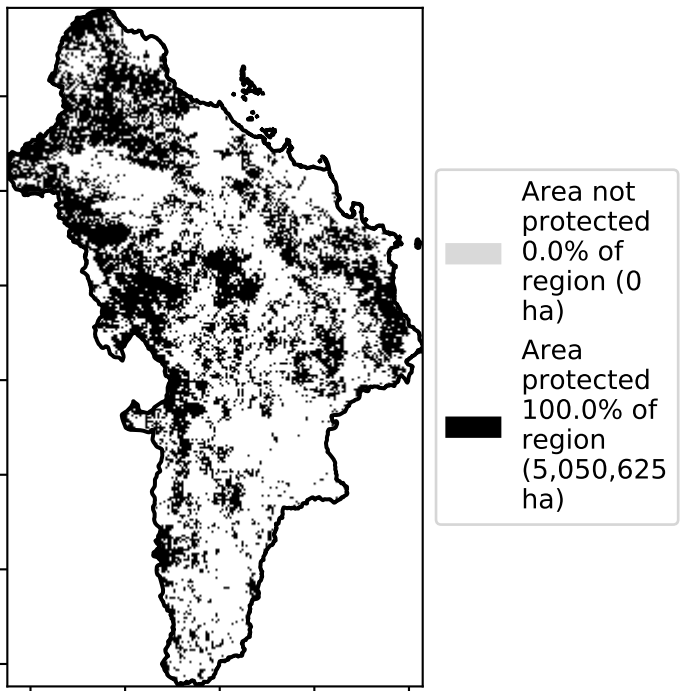 Area not
protected
0.0% of
region (0
ha)
Area
protected
100.0% of
region
(5,050,625
ha)